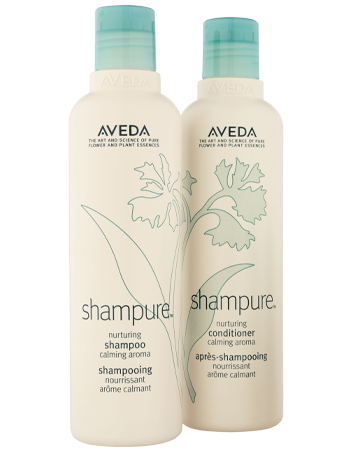 AVEDA
THE ART AND SCIENCE OF PURE
FLOWER AND PLANT ESSENCES
shampure™
nurturing
shampoo
calming aroma
shampooing
nourrissant
arôme calmant
AVEDA
THE ART AND SCIENCE OF PURE
FLOWER AND PLANT ESSENCES
shampure™
nurturing
conditioner
calming aroma
après-shampooing
nourrissant
arôme calmant